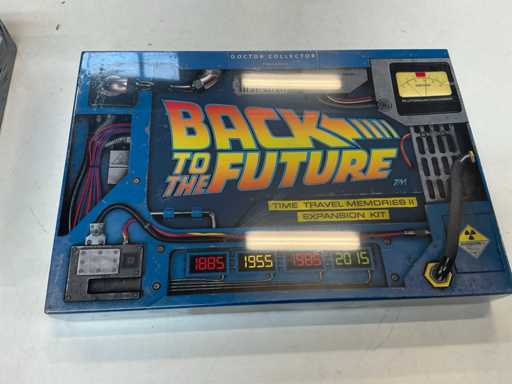 DOCTOR COLLECTOR
BACK
TO THE FUTURE
TM
TIME TRAVEL MEMORIES II
EXPANSION KIT
1885 1955 1985 2015